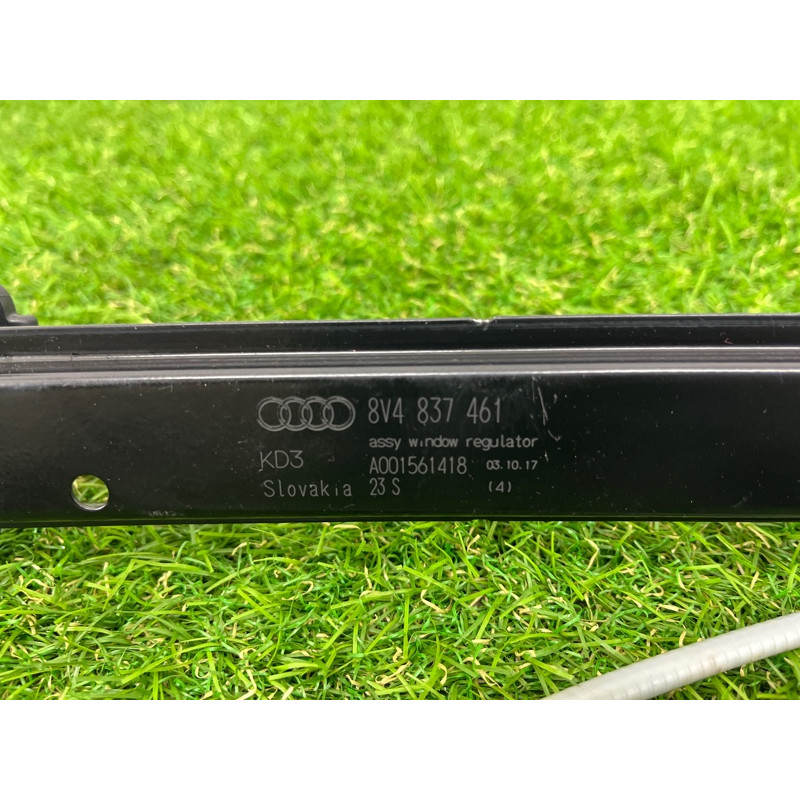 8V4 837 461
assy window regulator
KD3 A001561418 03.10.17
Slovakia 23 S (4)